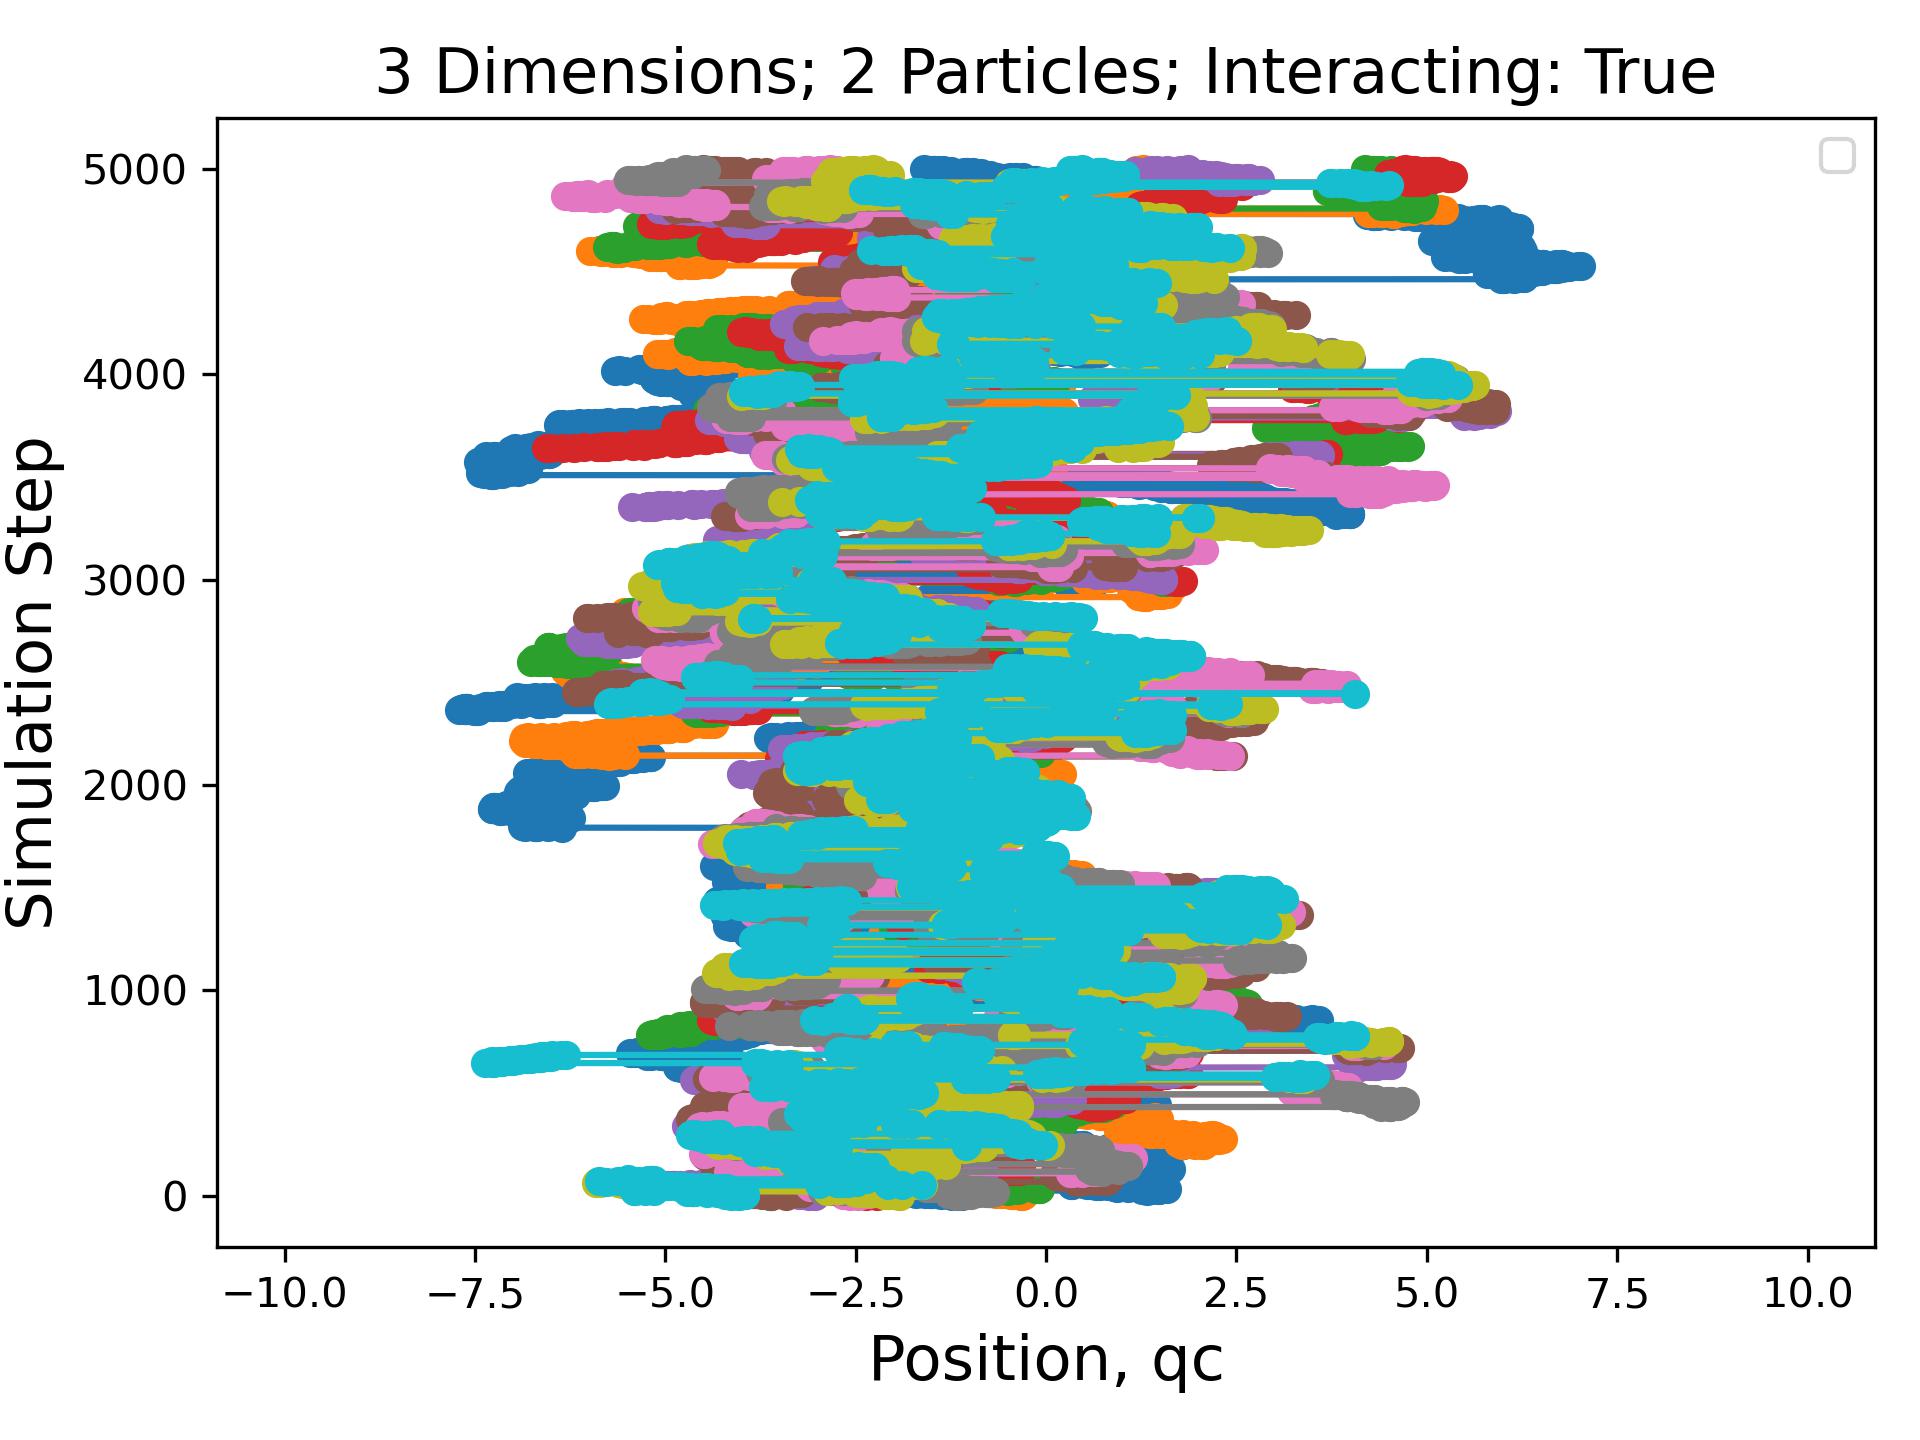 3 Dimensions; 2 Particles; Interacting: True
Simulation Step
5000
4000
3000
2000
1000
0
−10.0 −7.5 −5.0 −2.5 0.0 2.5 5.0 7.5 10.0
Position, qc